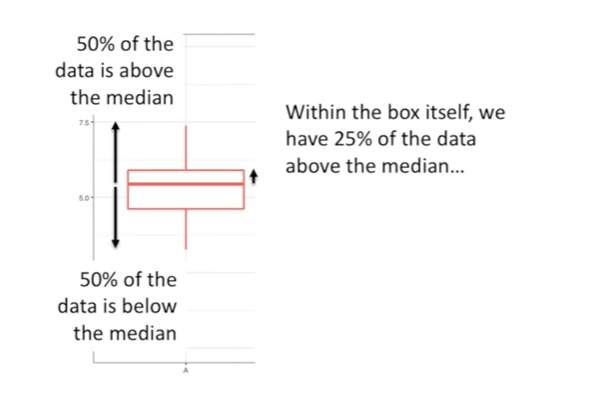 50% of the
data is above
the median
7.5
5.0
50% of the
data is below
the median
A
Within the box itself, we
have 25% of the data
above the median...